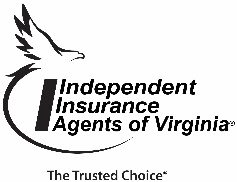 Independent
Insurance
Agents of Virginia®
The Trusted Choice®